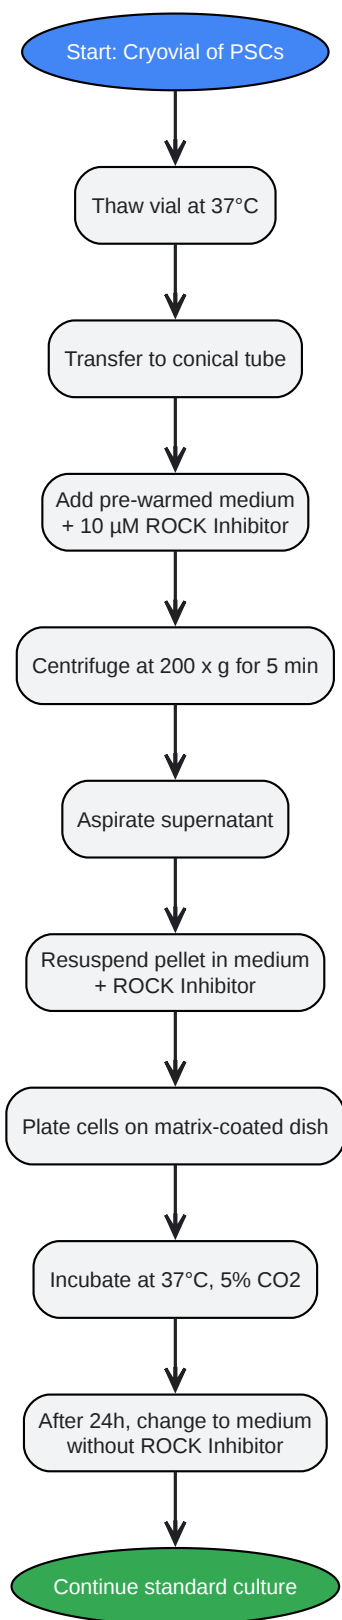 Start: Cryovial of PSCs
Thaw vial at 37°C
Transfer to conical tube
Add pre-warmed medium
+ 10 µM ROCK Inhibitor
Centrifuge at 200 x g for 5 min
Aspirate supernatant
Resuspend pellet in medium
+ ROCK Inhibitor
Plate cells on matrix-coated dish
Incubate at 37°C, 5% CO2
After 24h, change to medium
without ROCK Inhibitor
Continue standard culture